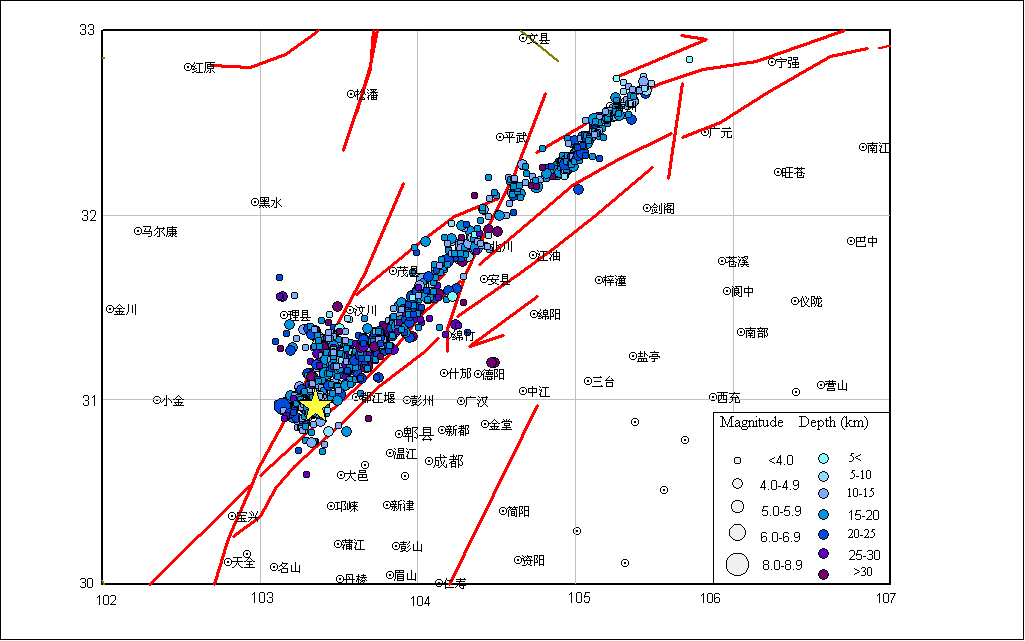 33
文县
红原
宁强
松潘
平武
广元
南江
旺苍
黑水
剑阁
32
马尔康
北川
江油
巴中
茂县
苍溪
安县
梓潼
阆中
仪陇
金川
汶川
理县
绵阳
绵竹
南部
盐亭
什邡
德阳
三台
营山
中江
31
小金
都江堰
彭州
广汉
西充
金堂
郫县
新都
温江
成都
大邑
邛崃
新津
简阳
宝兴
蒲江
彭山
天全
名山
资阳
丹棱
眉山
仁寿
30
Magnitude Depth (km)
<4.0 5<
4.0-4.9 5-10
10-15
5.0-5.9 15-20
6.0-6.9 20-25
25-30
8.0-8.9 >30
102 103 104 105 106 107